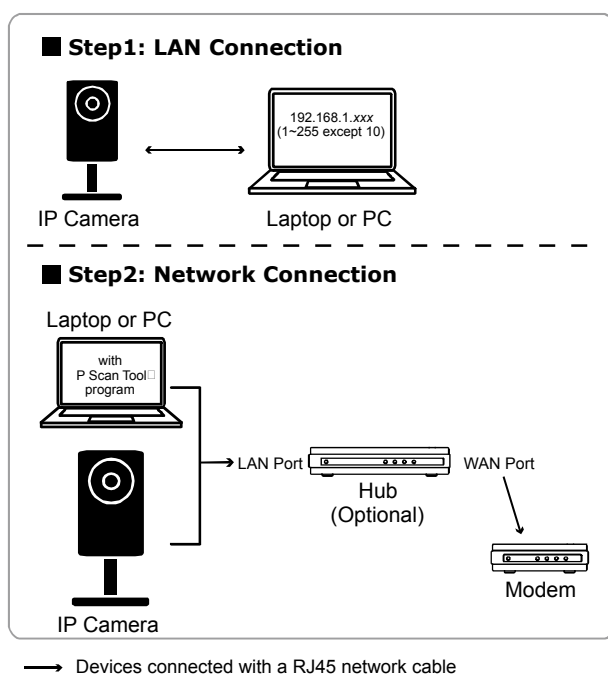 Step1: LAN Connection
192.168.1.xxx
(1~255 except 10)
IP Camera
Laptop or PC
Step2: Network Connection
Laptop or PC
with
P Scan Tool□
program
LAN Port
WAN Port
Hub
(Optional)
Modem
IP Camera
Devices connected with a RJ45 network cable